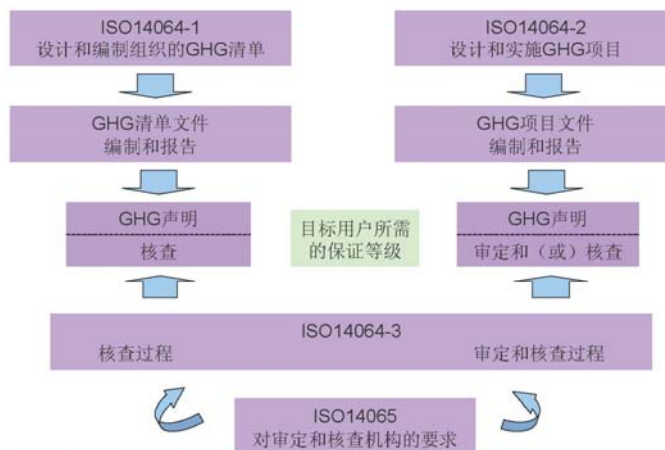 ISO14064-1
设计和编制组织的GHG清单
ISO14064-2
设计和实施GHG项目
GHG清单文件
编制和报告
GHG项目文件
编制和报告
GHG声明
核查
目标用户所需
的保证等级
GHG声明
审定和（或）核查
ISO14064-3
核查过程
审定和核查过程
ISO14065
对审定和核查机构的要求